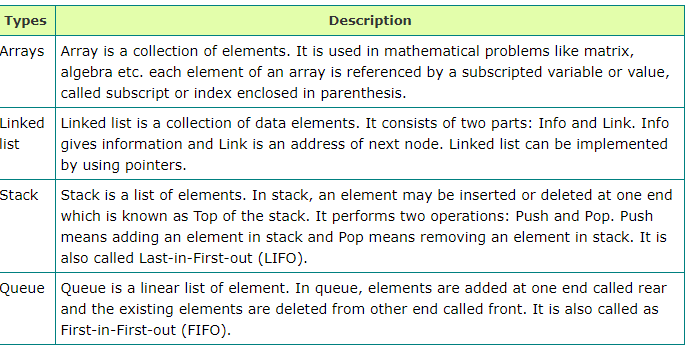 Types Description
Arrays Array is a collection of elements. It is used in mathematical problems like matrix,
algebra etc. each element of an array is referenced by a subscripted variable or value,
called subscript or index enclosed in parenthesis.
Linked Linked list is a collection of data elements. It consists of two parts: Info and Link. Info
list gives information and Link is an address of next node. Linked list can be implemented
by using pointers.
Stack Stack is a list of elements. In stack, an element may be inserted or deleted at one end
which is known as Top of the stack. It performs two operations: Push and Pop. Push
means adding an element in stack and Pop means removing an element in stack. It is
also called Last-in-First-out (LIFO).
Queue Queue is a linear list of element. In queue, elements are added at one end called rear
and the existing elements are deleted from other end called front. It is also called as
First-in-First-out (FIFO).